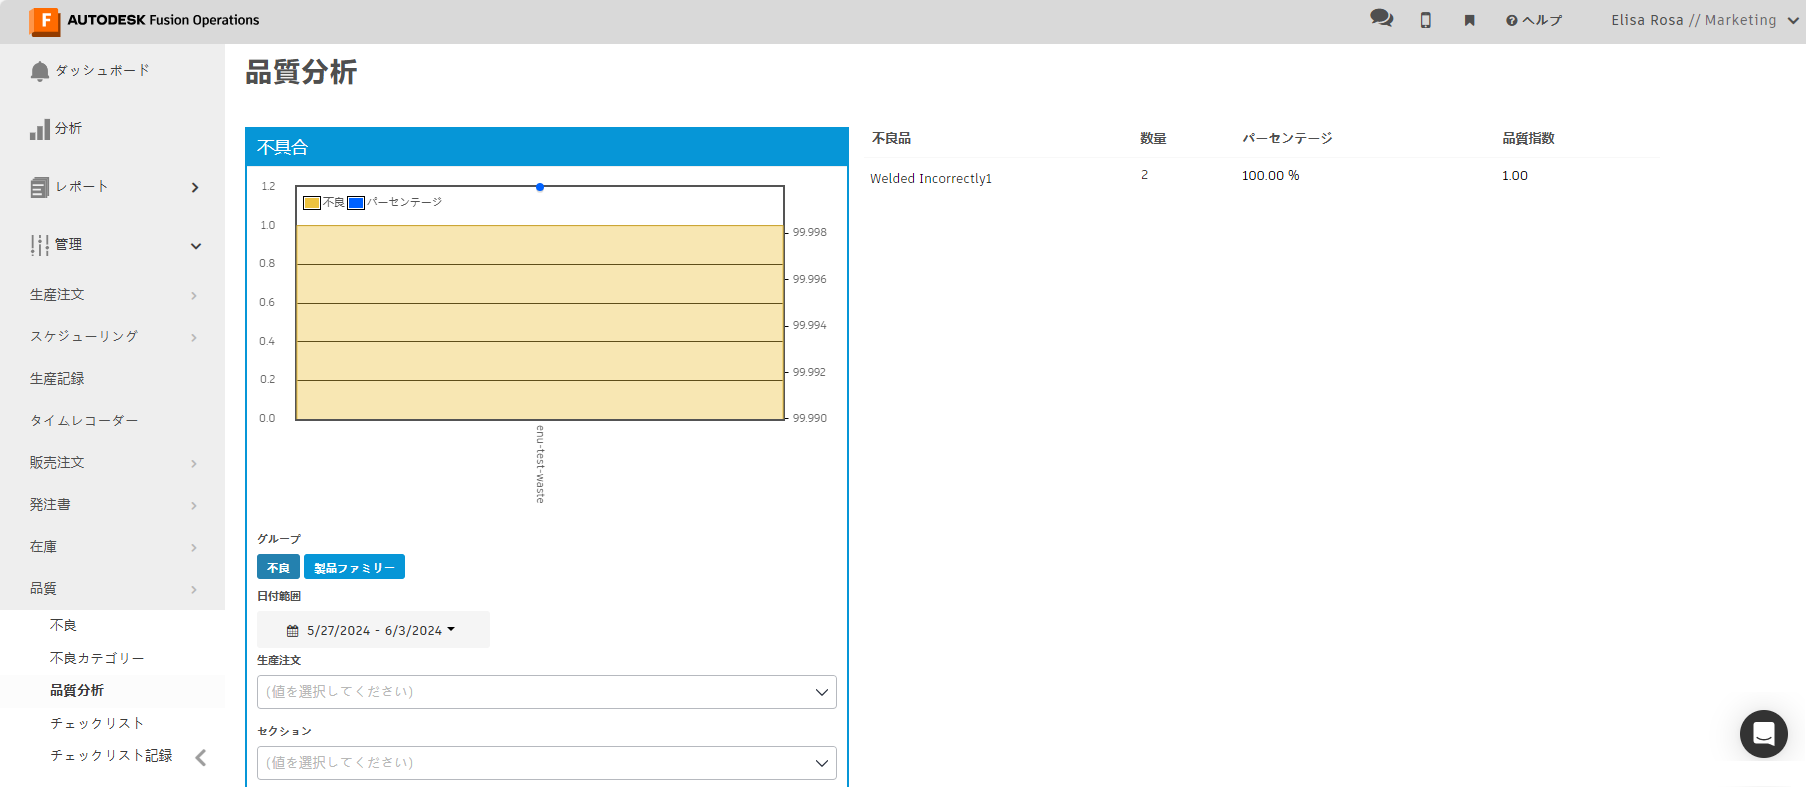 AUTODESK Fusion Operations
ヘルプ
Elisa Rosa // Marketing
ダッシュボード
分析
レポート
管理
生産注文
スケジューリング
生産記録
タイムレコーダー
販売注文
発注書
在庫
品質
不良
不良カテゴリー
品質分析
チェックリスト
チェックリスト記録
品質分析
不具合
1.2
1.0
0.8
0.6
0.4
0.2
0.0
不良 パーセンテージ
99.998
99.996
99.994
99.992
99.990
enu-test-waste
グループ
不良 製品ファミリー
日付範囲
5/27/2024 - 6/3/2024
生産注文
(値を選択してください)
セクション
(値を選択してください)
不良品 数量 パーセンテージ 品質指数
Welded Incorrectly1 2 100.00 % 1.00